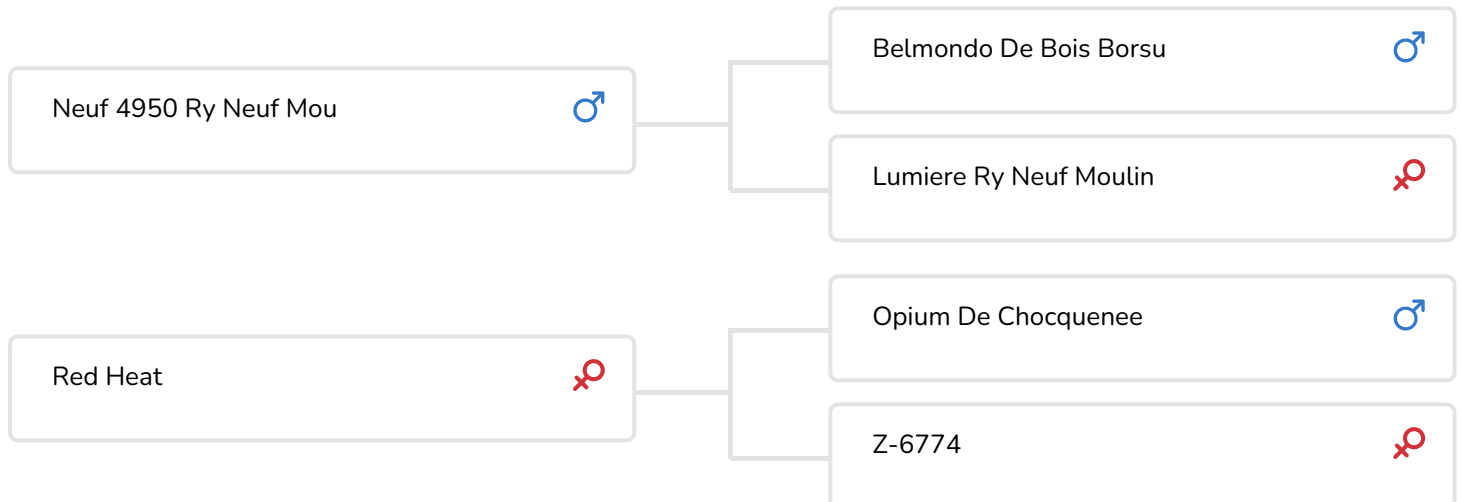 Belmondo De Bois Borsu
Neuf 4950 Ry Neuf Mou
Lumiere Ry Neuf Moulin
Opium De Chocquenee
Red Heat
Z-6774